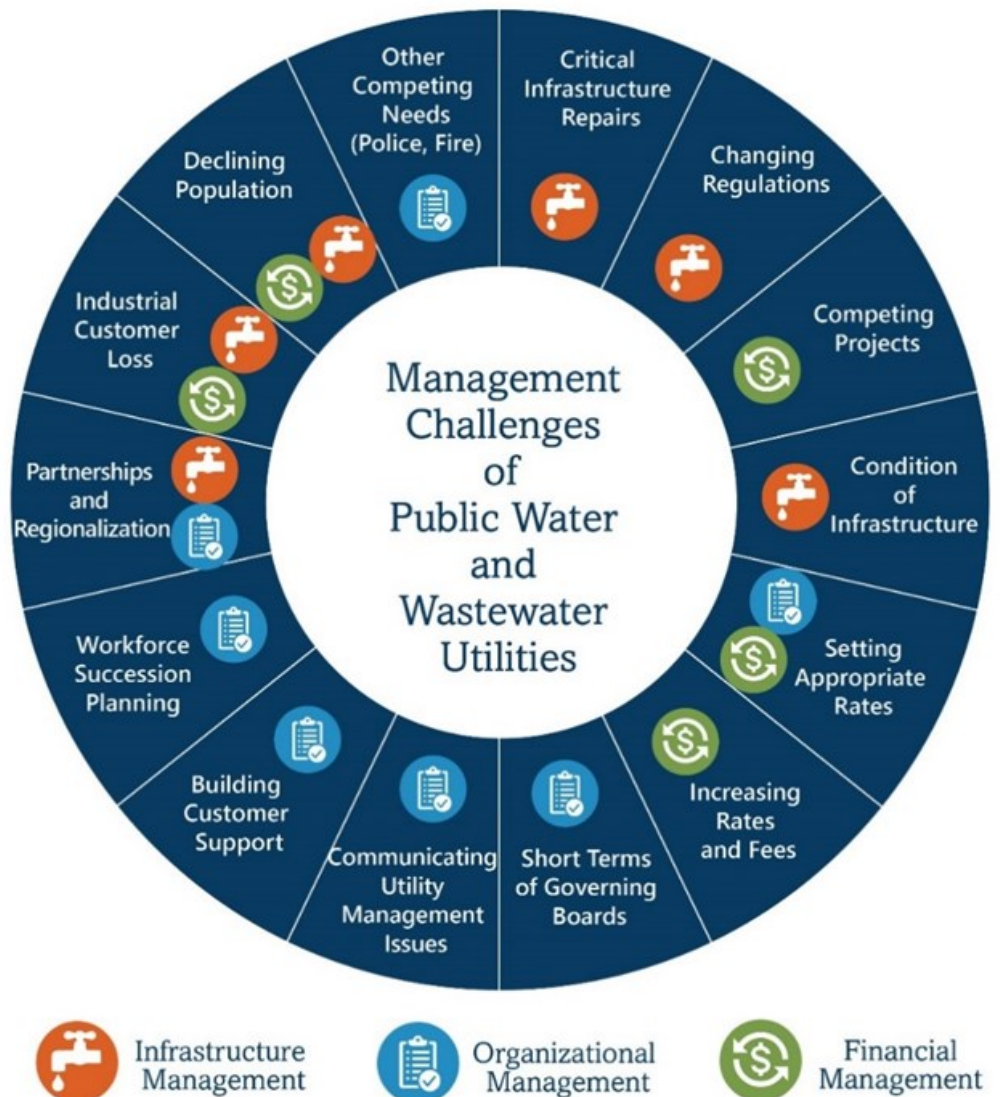 Other
Competing
Needs
(Police, Fire)
Critical
Infrastructure
Repairs
Changing
Regulations
Competing
Projects
Condition
of
Infrastructure
Setting
Appropriate
Rates
Increasing
Rates
and Fees
Short Terms
of Governing
Boards
Communicating
Utility
Management
Issues
Building
Customer
Support
Workforce
Succession
Planning
Partnerships
and
Regionalization
Industrial
Customer
Loss
Declining
Population
Management
Challenges
of
Public Water
and
Wastewater
Utilities
Infrastructure
Management
Organizational
Management
Financial
Management